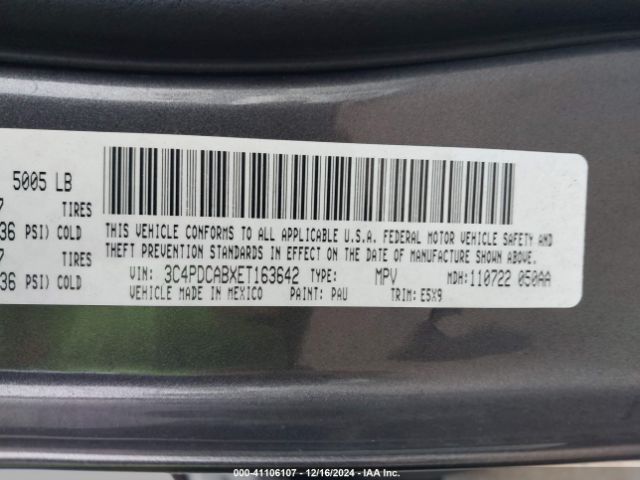 5005 LB
7 TIRES
36 PSI) COLD
7 TIRES
36 PSI) COLD
THIS VEHICLE CONFORMS TO ALL APPLICABLE U.S.A. FEDERAL MOTOR VEHICLE SAFETY AND
THEFT PREVENTION STANDARDS IN EFFECT ON THE DATE OF MANUFACTURE SHOWN ABOVE.
VIN: 3C4PDCABXET163642 TYPE: MPV MDH:110722 050AA
VEHICLE MADE IN MEXICO PAINT: PAU TRIM: E5X9
000-41106107 - 12/16/2024 - IAA Inc.